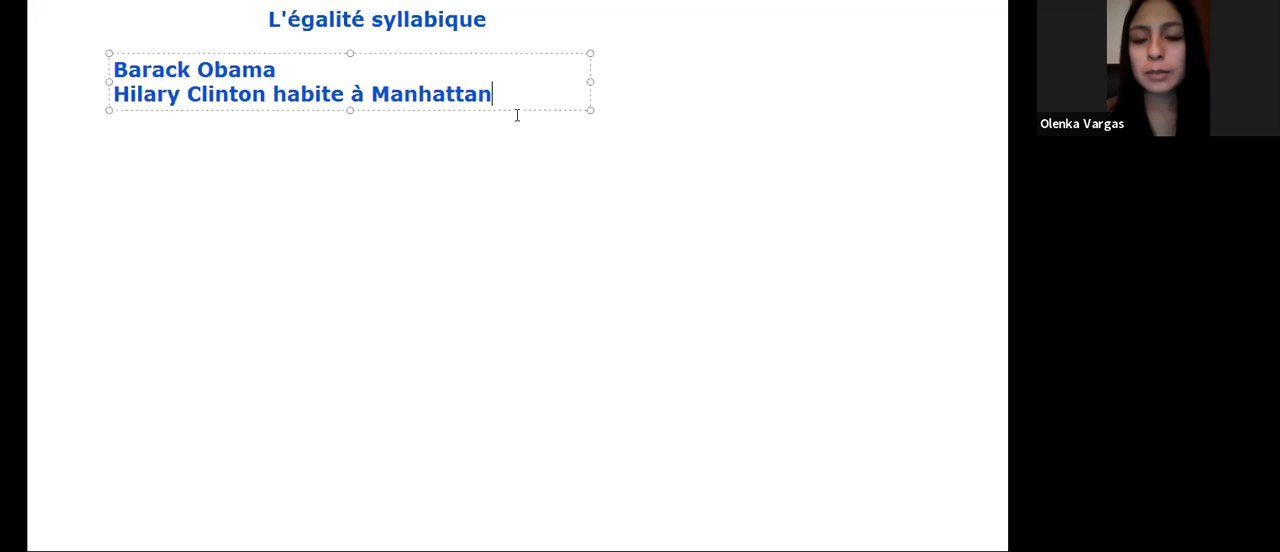 L'égalité syllabique
Barack Obama
Hilary Clinton habite à Manhattan
Olenka Vargas